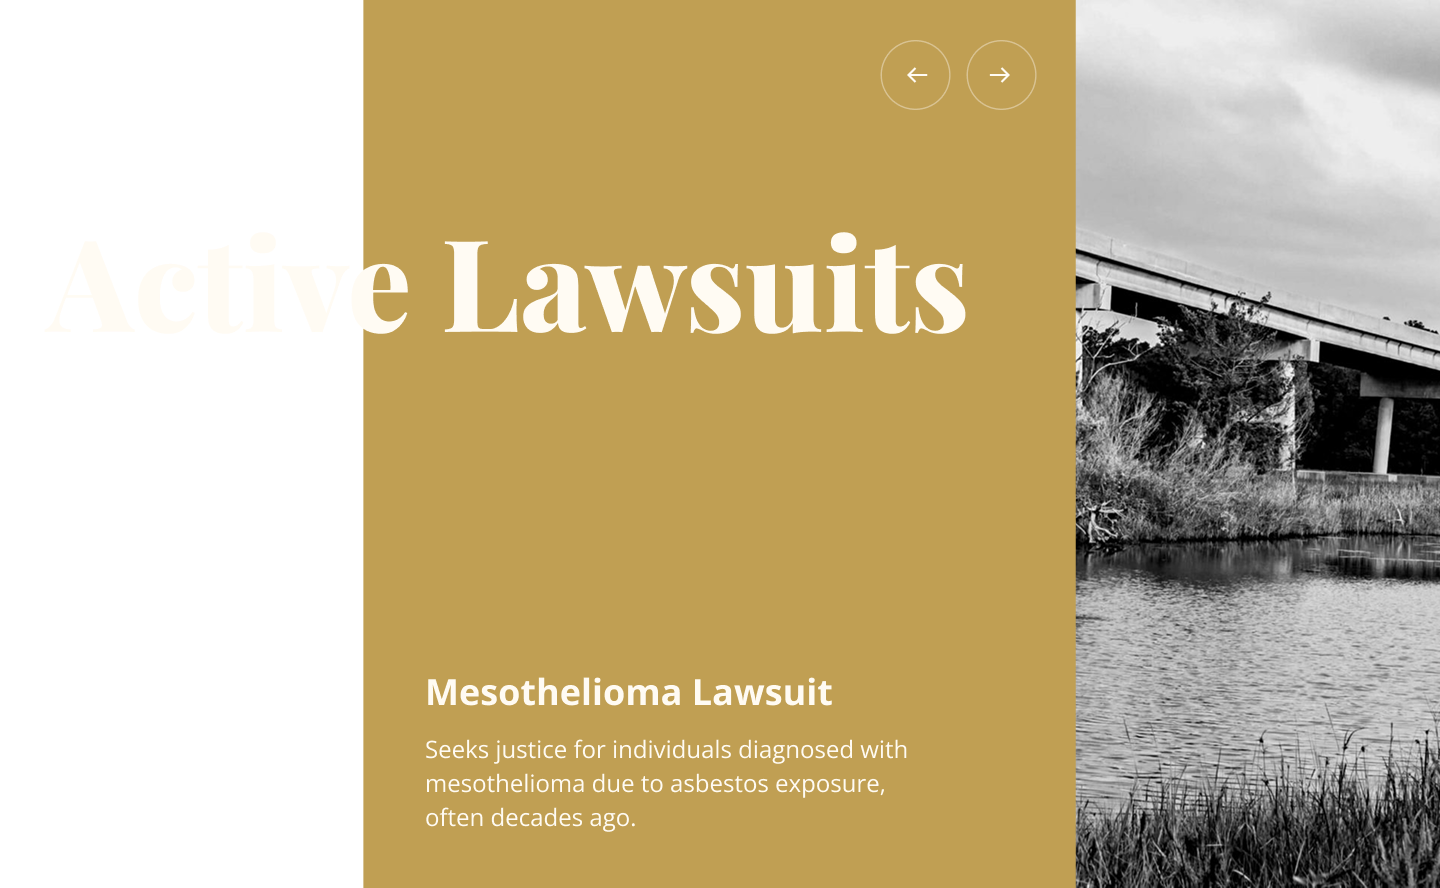 Active Lawsuits
Mesothelioma Lawsuit
Seeks justice for individuals diagnosed with
mesothelioma due to asbestos exposure,
often decades ago.